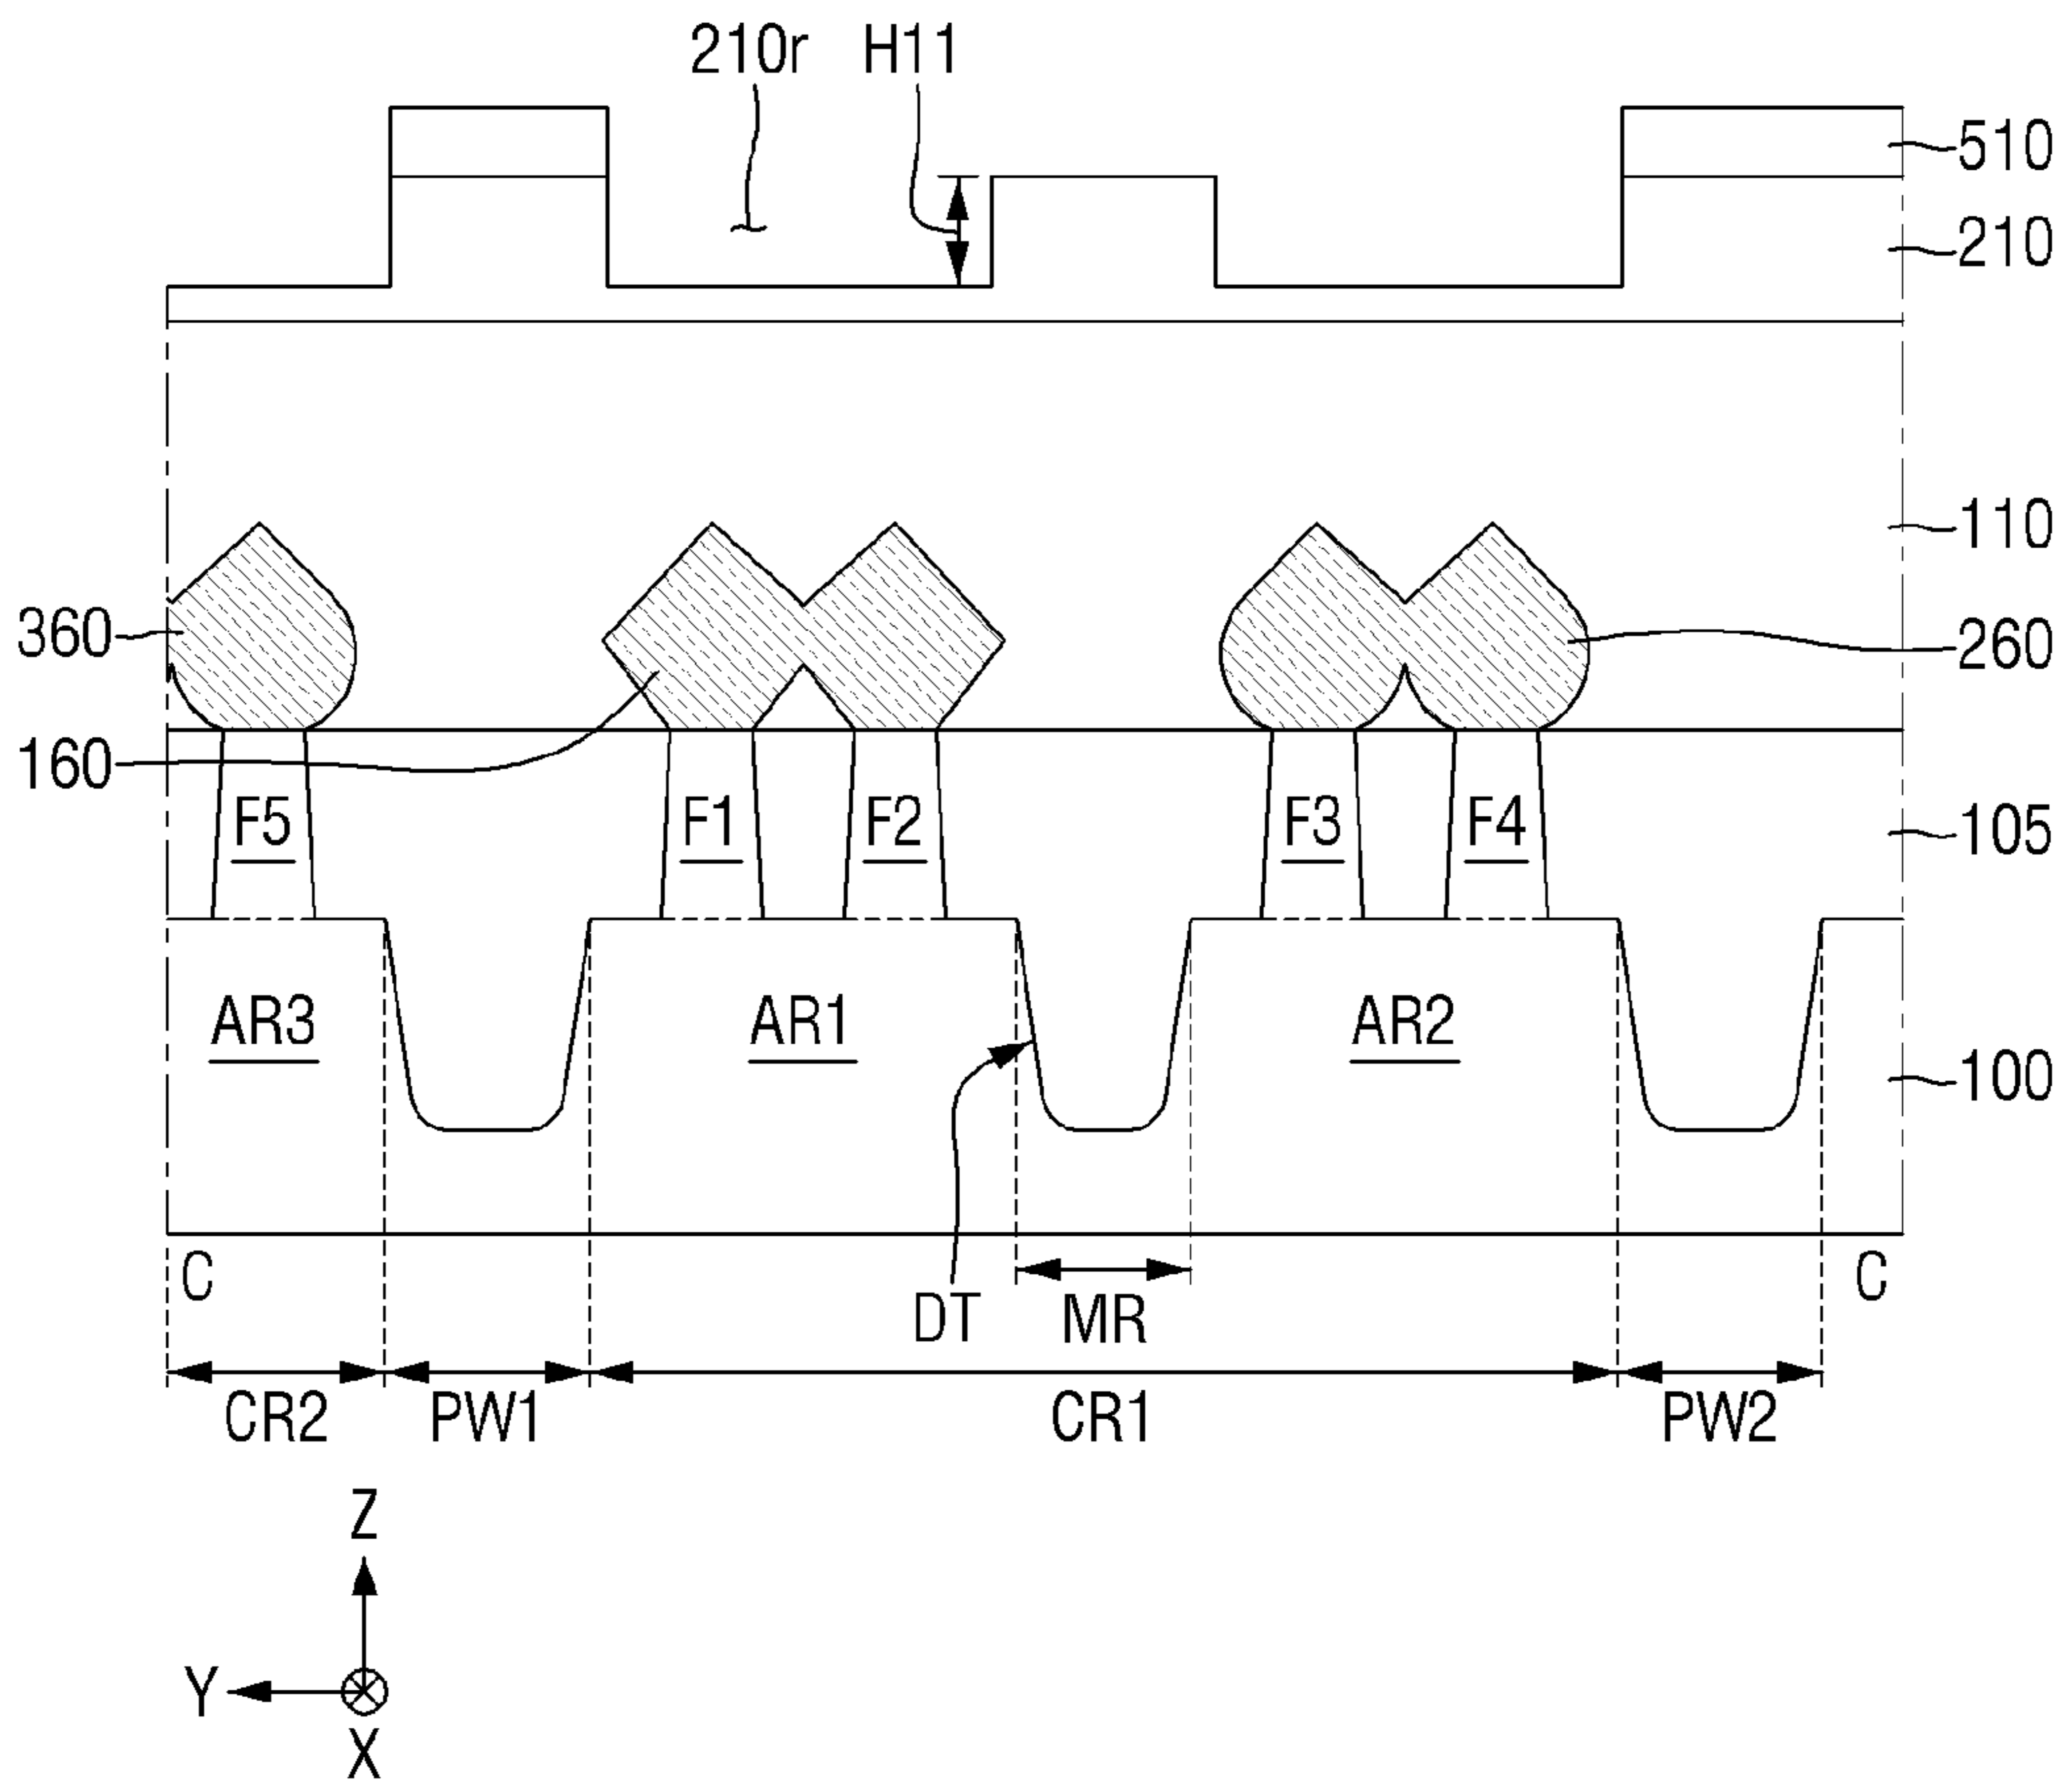 210r H11
510
210
110
360
260
160
F5 F1 F2 F3 F4
105
AR3 AR1 AR2
100
C C
DT MR
CR2 PW1 CR1 PW2
Z
Y
X